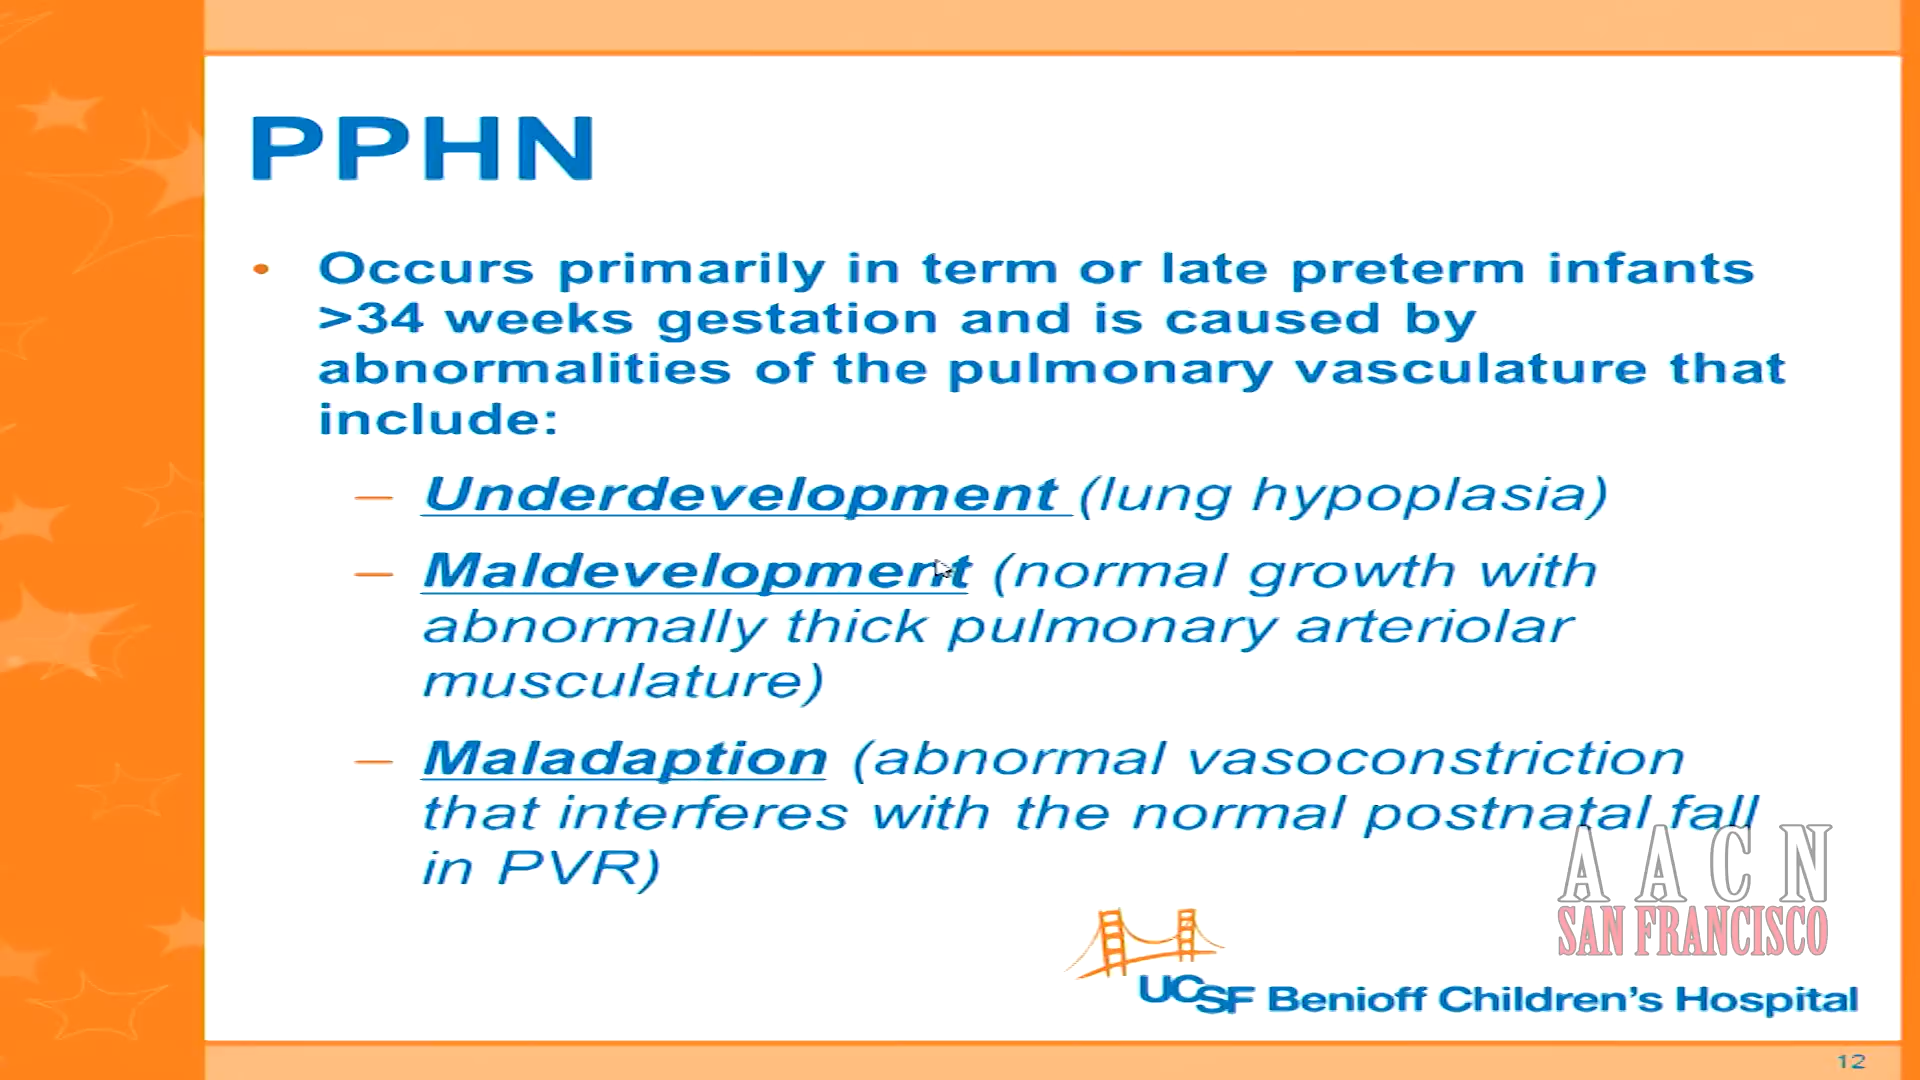 PPHN
• Occurs primarily in term or late preterm infants
>34 weeks gestation and is caused by
abnormalities of the pulmonary vasculature that
include:
– Underdevelopment (lung hypoplasia)
– Maldevelopment (normal growth with
abnormally thick pulmonary arteriolar
musculature)
– Maladaption (abnormal vasoconstriction
that interferes with the normal postnatal fall
in PVR)
AACN
SAN FRANCISCO
UCSF Benioff Children's Hospital
12